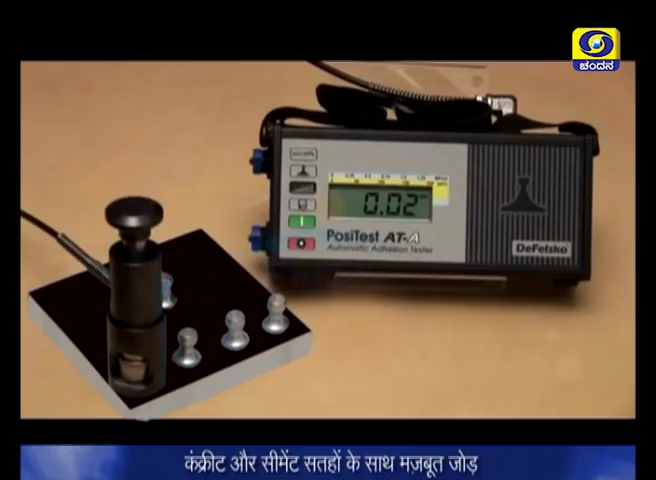 ಚಂದನ
0.02
PosiTest AT-A
Automatic Adhesion Tester
DeFelsko
कंक्रीट और सीमेंट सतहों के साथ मज़बूत जोड़